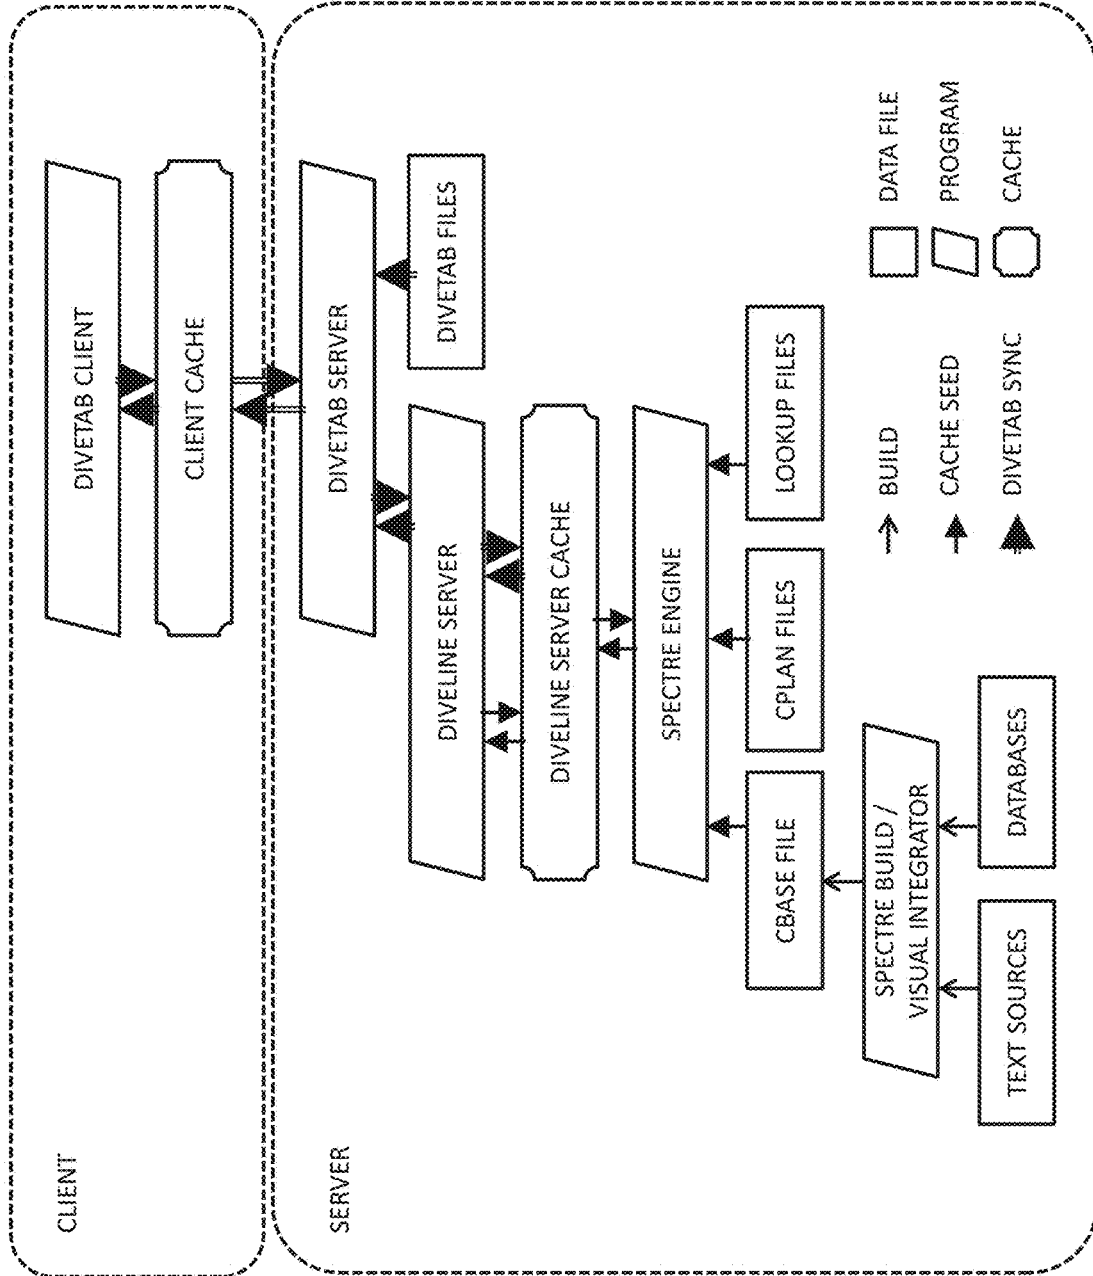 CLIENT
DIVETAB CLIENT
CLIENT CACHE
SERVER
DIVETAB SERVER
DIVELINE SERVER
DIVETAB FILES
DIVELINE SERVER CACHE
SPECTRE ENGINE
CBASE FILE
CPLAN FILES
LOOKUP FILES
SPECTRE BUILD /
VISUAL INTEGRATOR
TEXT SOURCES
DATABASES
BUILD
CACHE SEED
DIVETAB SYNC
DATA FILE
PROGRAM
CACHE